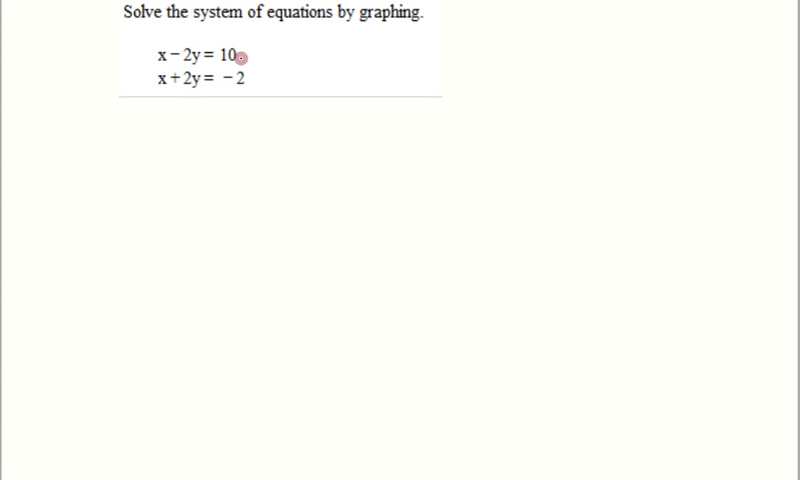 Solve the system of equations by graphing.
x − 2y = 10
x + 2y = − 2